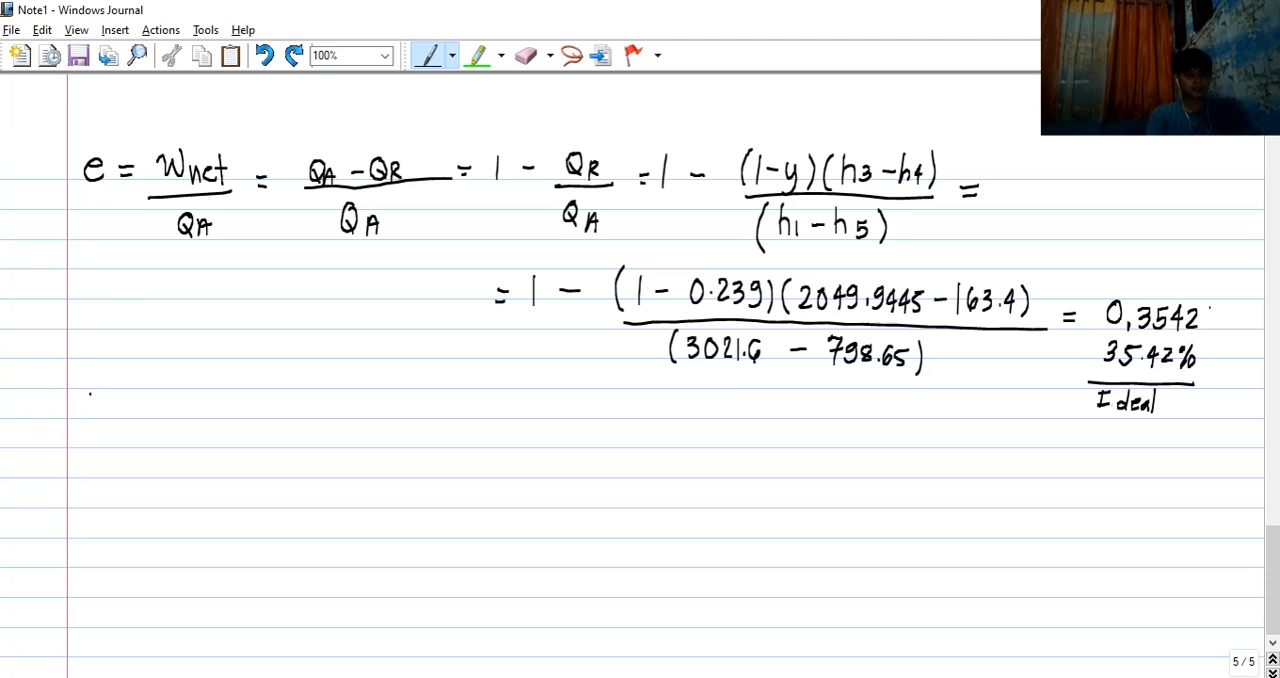 Note1 - Windows Journal
File Edit View Insert Actions Tools Help
100%
e = Wnet / QA = QA - QR / QA = 1 - QR / QA = 1 - (1-y)(h3-h4) / (h1-h5) =
= 1 - (1 - 0.239)(2049.9445 - 163.4) / (3021.6 - 798.65) = 0,3542
35.42%
Ideal
5 / 5